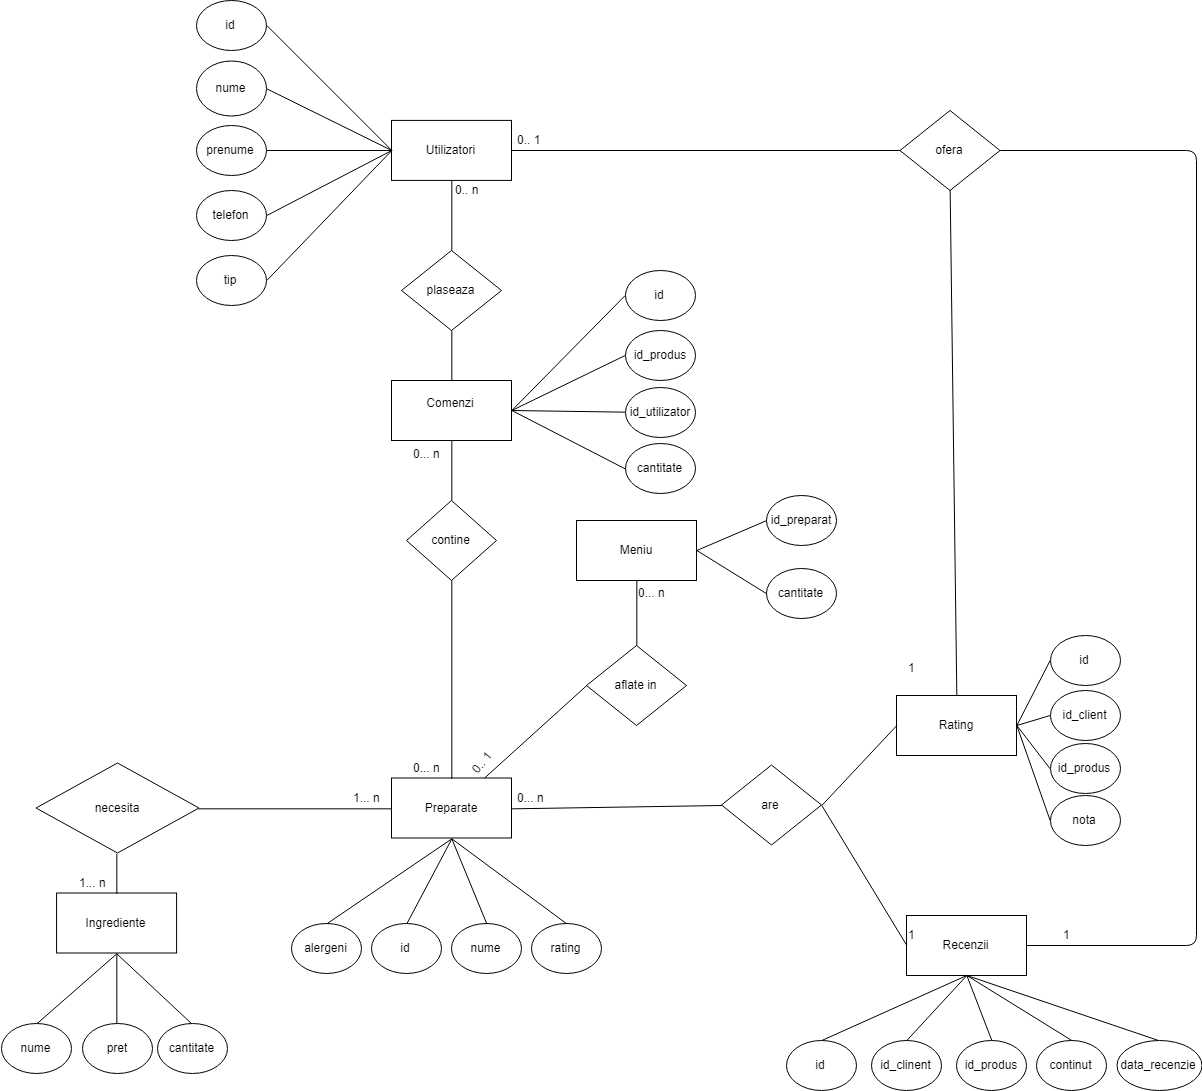 id
nume
prenume
telefon
tip
Utilizatori
0.. 1
0.. n
ofera
plaseaza
id
id_produs
id_utilizator
cantitate
Comenzi
0... n
contine
Meniu
id_preparat
cantitate
0... n
aflate in
1
Rating
id
id_client
id_produs
nota
0... n
0.. 1
necesita
1... n
Preparate
0... n
are
1... n
Ingrediente
alergeni
id
nume
rating
1
Recenzii
1
nume
pret
cantitate
id
id_clinent
id_produs
continut
data_recenzie